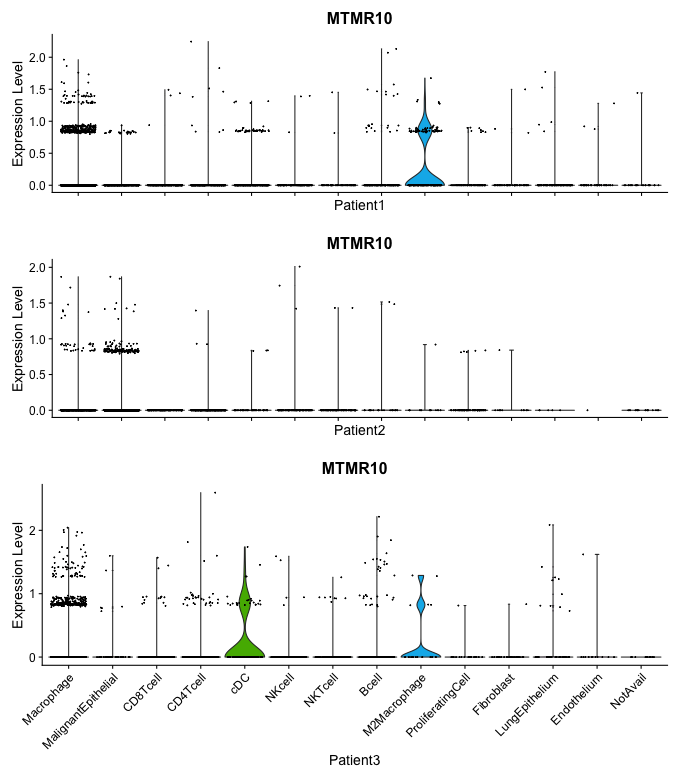 MTMR10
Expression Level
2.0
1.5
1.0
0.5
0.0
Patient1
MTMR10
Expression Level
2.0
1.5
1.0
0.5
0.0
Patient2
MTMR10
Expression Level
2
1
0
Macrophage
MalignantEpithelial
CD8Tcell
CD4Tcell
cDC
NKcell
NKTcell
Bcell
M2Macrophage
ProliferatingCell
Fibroblast
LungEpithelium
Endothelium
NotAvail
Patient3